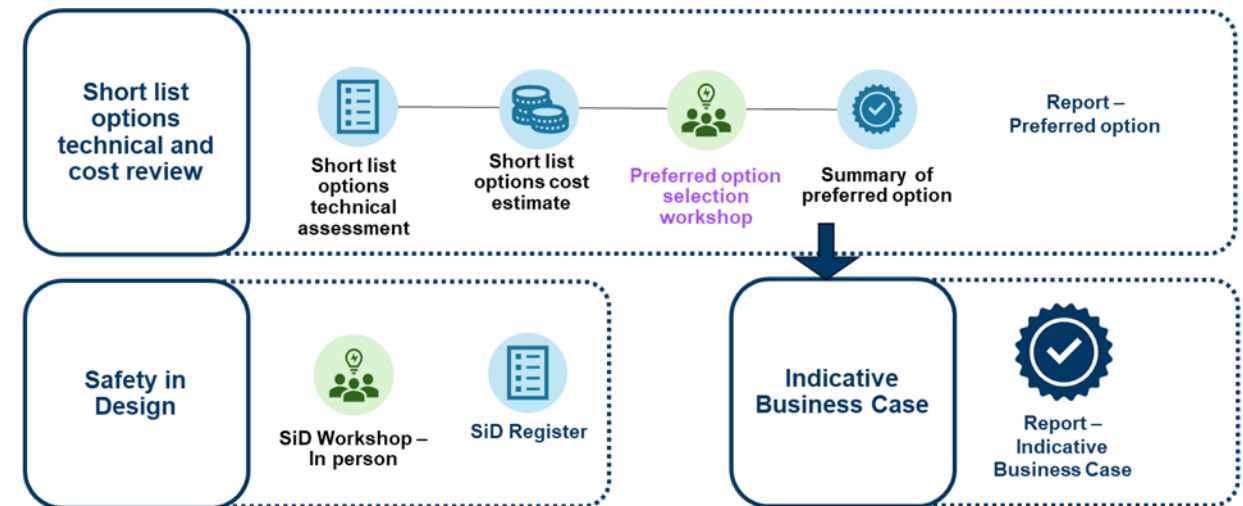 Short list
options
technical and
cost review
Short list
options
technical
assessment
Short list
options cost
estimate
Preferred option
selection
workshop
Summary of
preferred option
Report –
Preferred option
Safety in
Design
SiD Workshop –
In person
SiD Register
Indicative
Business Case
Report –
Indicative
Business Case